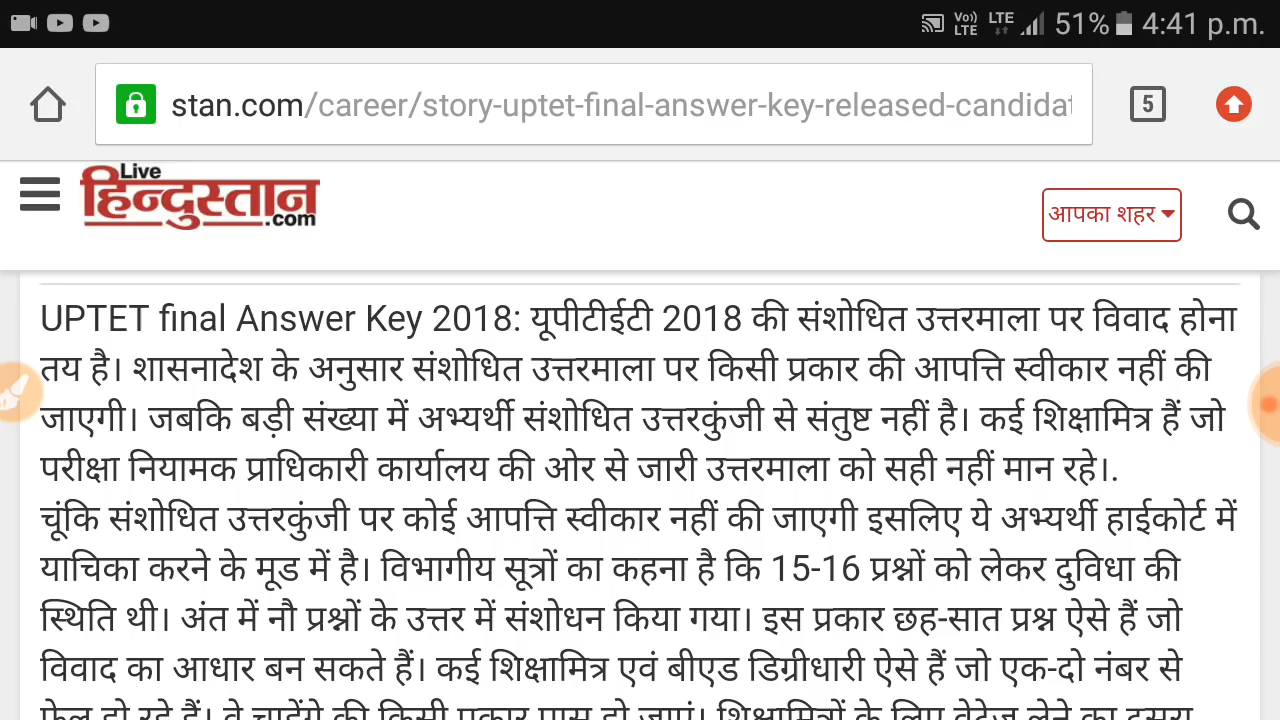 Vo)) LTE LTE 51% 4:41 p.m.
stan.com/career/story-uptet-final-answer-key-released-candidat
5
Live
हिन्दुस्तान
.com
आपका शहर
UPTET final Answer Key 2018: यूपीटीईटी 2018 की संशोधित उत्तरमाला पर विवाद होना
तय है। शासनादेश के अनुसार संशोधित उत्तरमाला पर किसी प्रकार की आपत्ति स्वीकार नहीं की
जाएगी। जबकि बड़ी संख्या में अभ्यर्थी संशोधित उत्तरकुंजी से संतुष्ट नहीं है। कई शिक्षामित्र हैं जो
परीक्षा नियामक प्राधिकारी कार्यालय की ओर से जारी उत्तरमाला को सही नहीं मान रहे।.
चूंकि संशोधित उत्तरकुंजी पर कोई आपत्ति स्वीकार नहीं की जाएगी इसलिए ये अभ्यर्थी हाईकोर्ट में
याचिका करने के मूड में है। विभागीय सूत्रों का कहना है कि 15-16 प्रश्नों को लेकर दुविधा की
स्थिति थी। अंत में नौ प्रश्नों के उत्तर में संशोधन किया गया। इस प्रकार छह-सात प्रश्न ऐसे हैं जो
विवाद का आधार बन सकते हैं। कई शिक्षामित्र एवं बीएड डिग्रीधारी ऐसे हैं जो एक-दो नंबर से
फेल हो रहे हैं। वे चाहेंगे की किसी प्रकार पास हो जाएं। शिक्षामित्रों के लिए वेटेज लेने का दूसरा